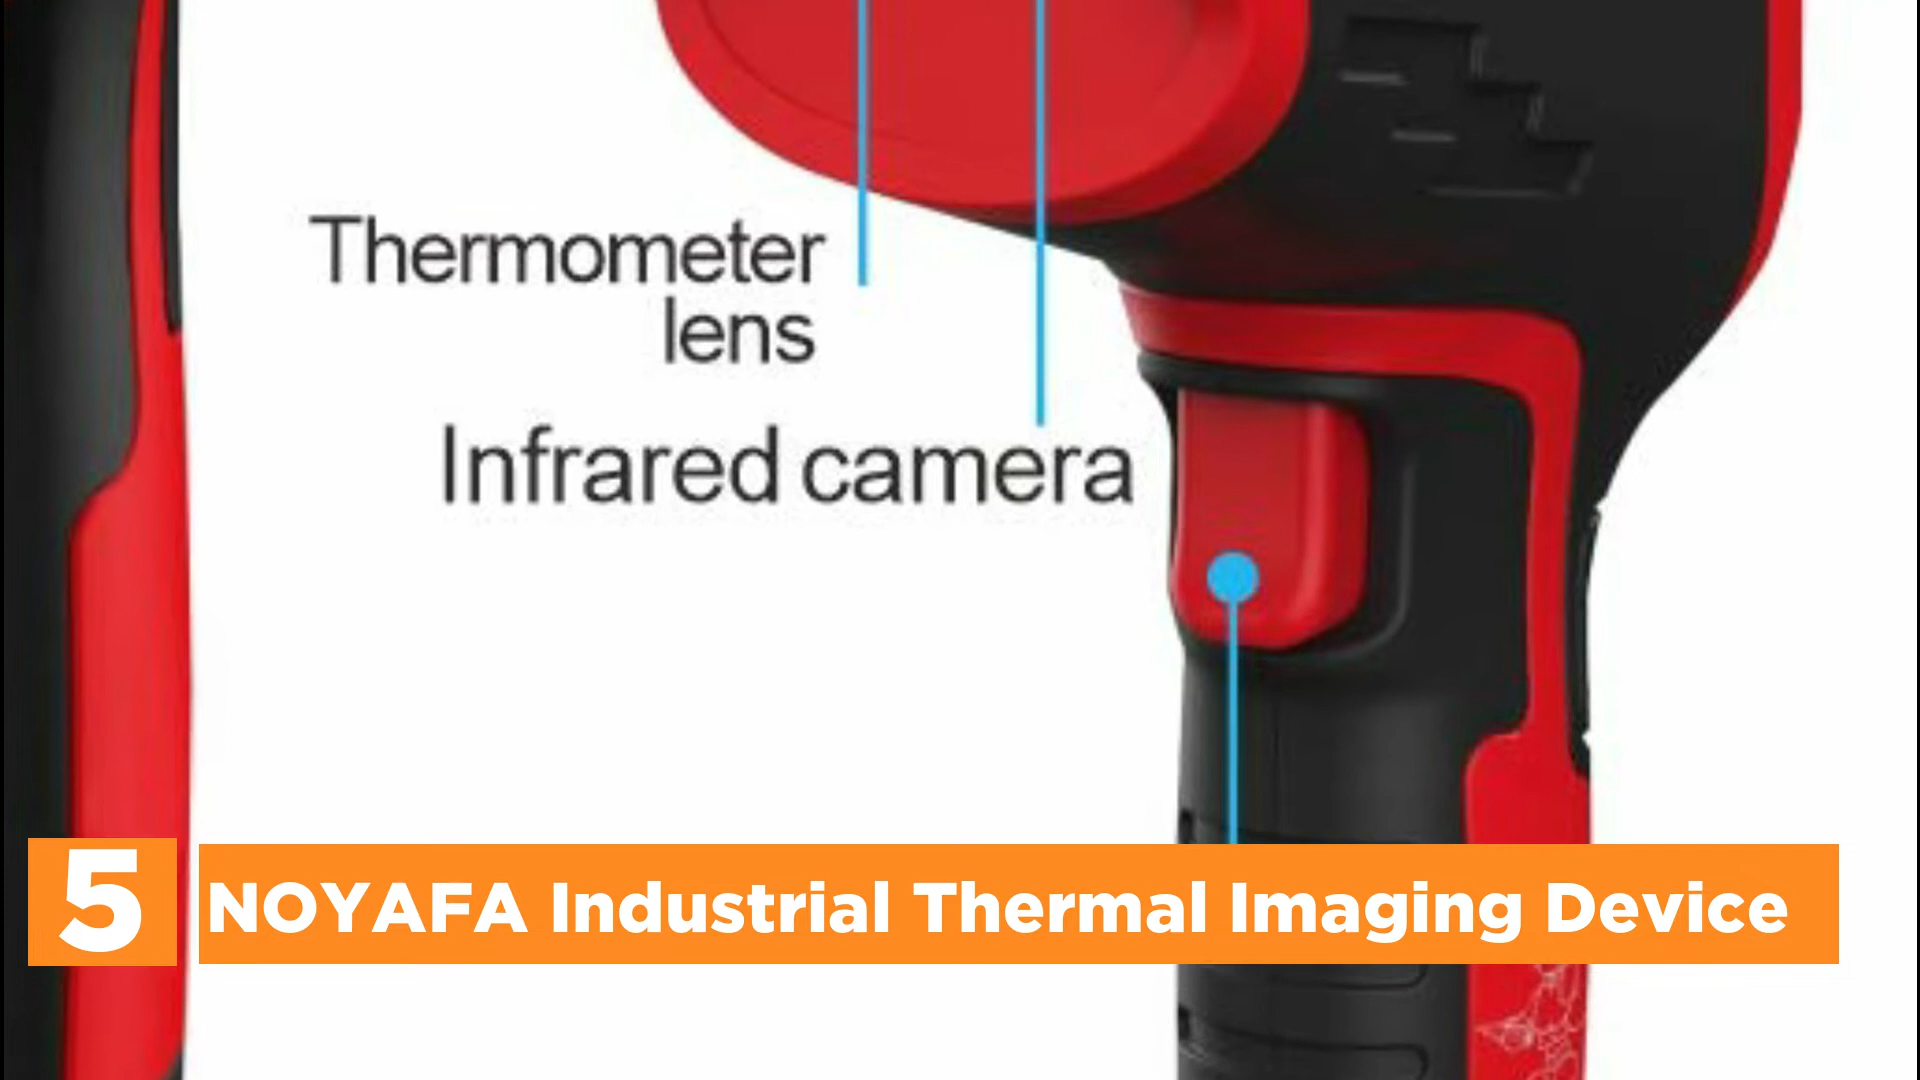 Thermometer
lens
Infrared camera
5
NOYAFA Industrial Thermal Imaging Device